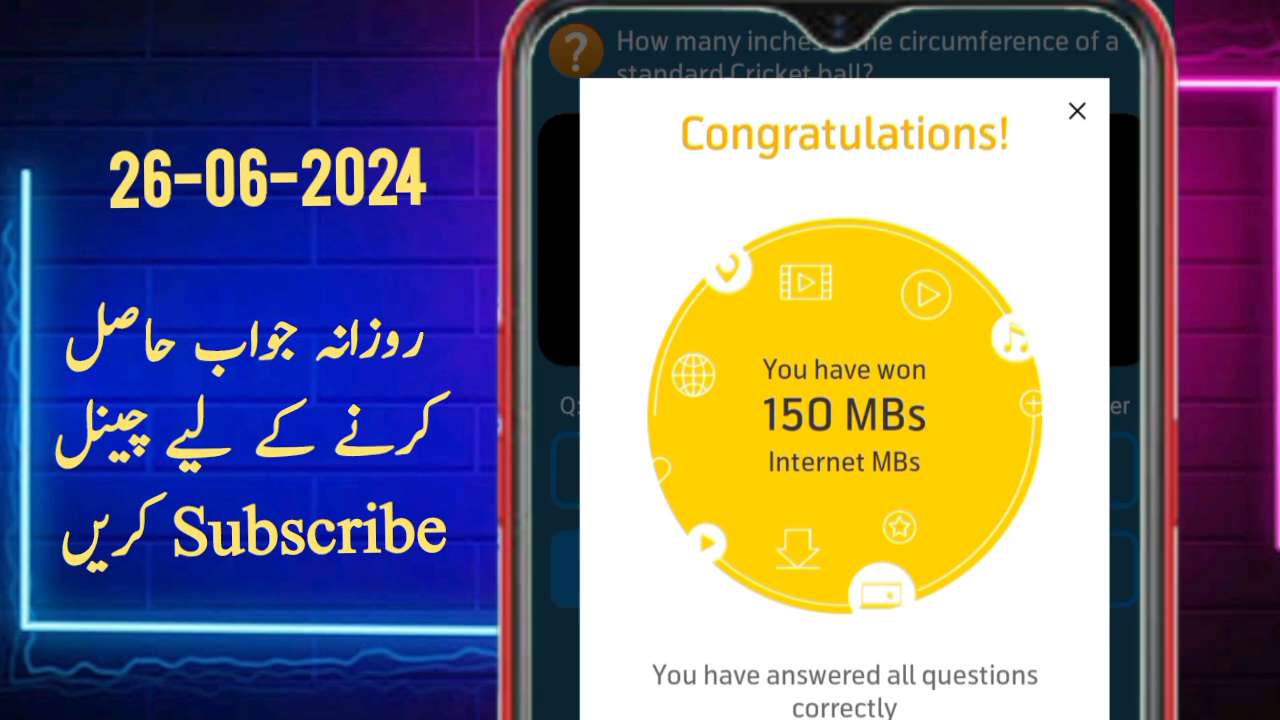 26-06-2024
روزانہ جواب حاصل
کرنے کے لیے چینل
Subscribe کریں
? How many inches the circumference of a
standard Cricket ball?
Congratulations!
You have won
150 MBs
Internet MBs
You have answered all questions
correctly